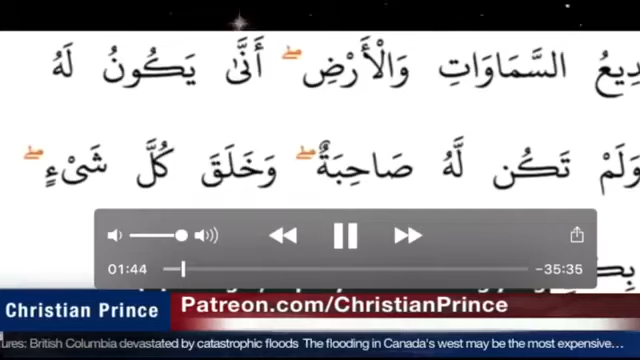 دِيعُ السَّمَاوَاتِ وَالْأَرْضِ ۖ أَنَّىٰ يَكُونُ لَهُ
وَلَمْ تَكُن لَّهُ صَاحِبَةٌ ۖ وَخَلَقَ كُلَّ شَيْءٍ ۖ
01:44 -35:35
Christian Prince Patreon.com/ChristianPrince
ures: British Columbia devastated by catastrophic floods The flooding in Canada's west may be the most expensive…